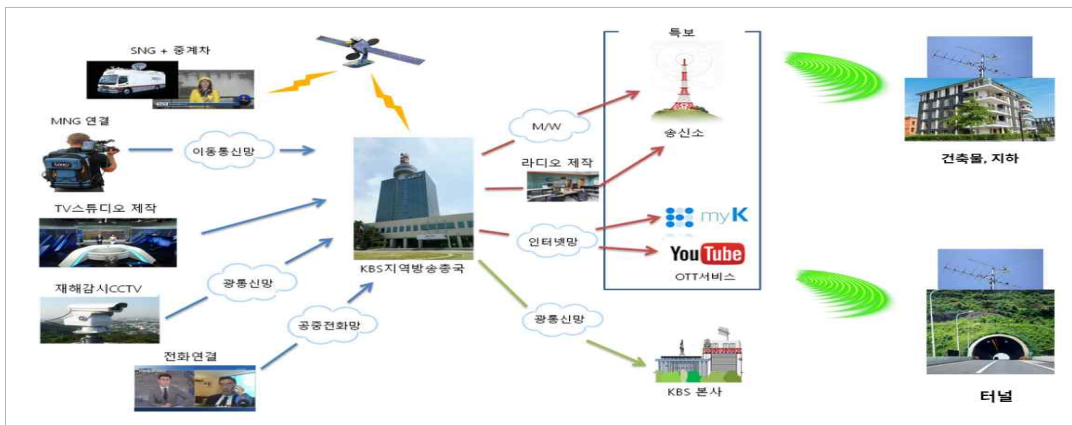 SNG + 중계차
MNG 연결
이동통신망
TV스튜디오 제작
재해감시CCTV
광통신망
공중전화망
전화연결
KBS지역방송총국
M/W
라디오 제작
인터넷망
광통신망
특보
송신소
myK
YouTube
OTT서비스
KBS 본사
건축물, 지하
터널